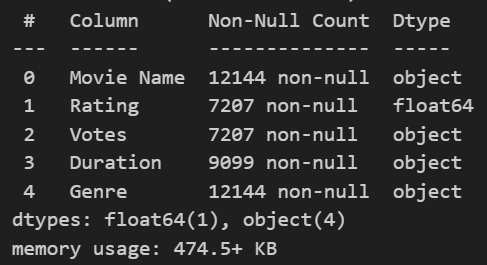 #   Column      Non-Null Count  Dtype
---  ------      --------------  -----
0   Movie Name  12144 non-null  object
1   Rating      7207 non-null   float64
2   Votes       7207 non-null   object
3   Duration    9099 non-null   object
4   Genre       12144 non-null  object
dtypes: float64(1), object(4)
memory usage: 474.5+ KB